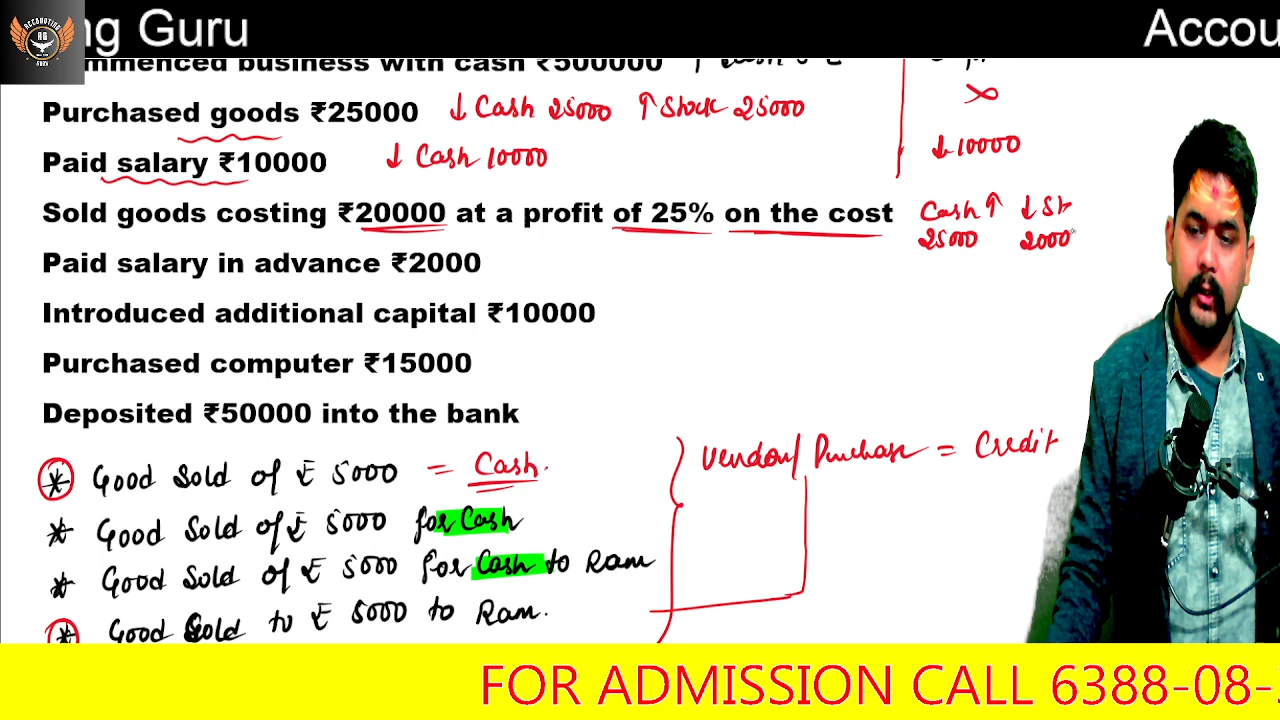 ng Guru Accou
mmenced business with cash ₹500000 ↑
Purchased goods ₹25000 ↓ Cash 25000 ↑ Stock 25000
Paid salary ₹10000 ↓ Cash 10000 ↓ 10000
Sold goods costing ₹20000 at a profit of 25% on the cost Cash ↑ ↓ St
25000 20000
Paid salary in advance ₹2000
Introduced additional capital ₹10000
Purchased computer ₹15000
Deposited ₹50000 into the bank
Vendor/ Purchase = Credit
* Good Sold of ₹ 5000 = Cash.
* Good Sold of ₹ 5000 for Cash
* Good Sold of ₹ 5000 for Cash to Ram
* Good Sold to ₹ 5000 to Ram.
FOR ADMISSION CALL 6388-08-